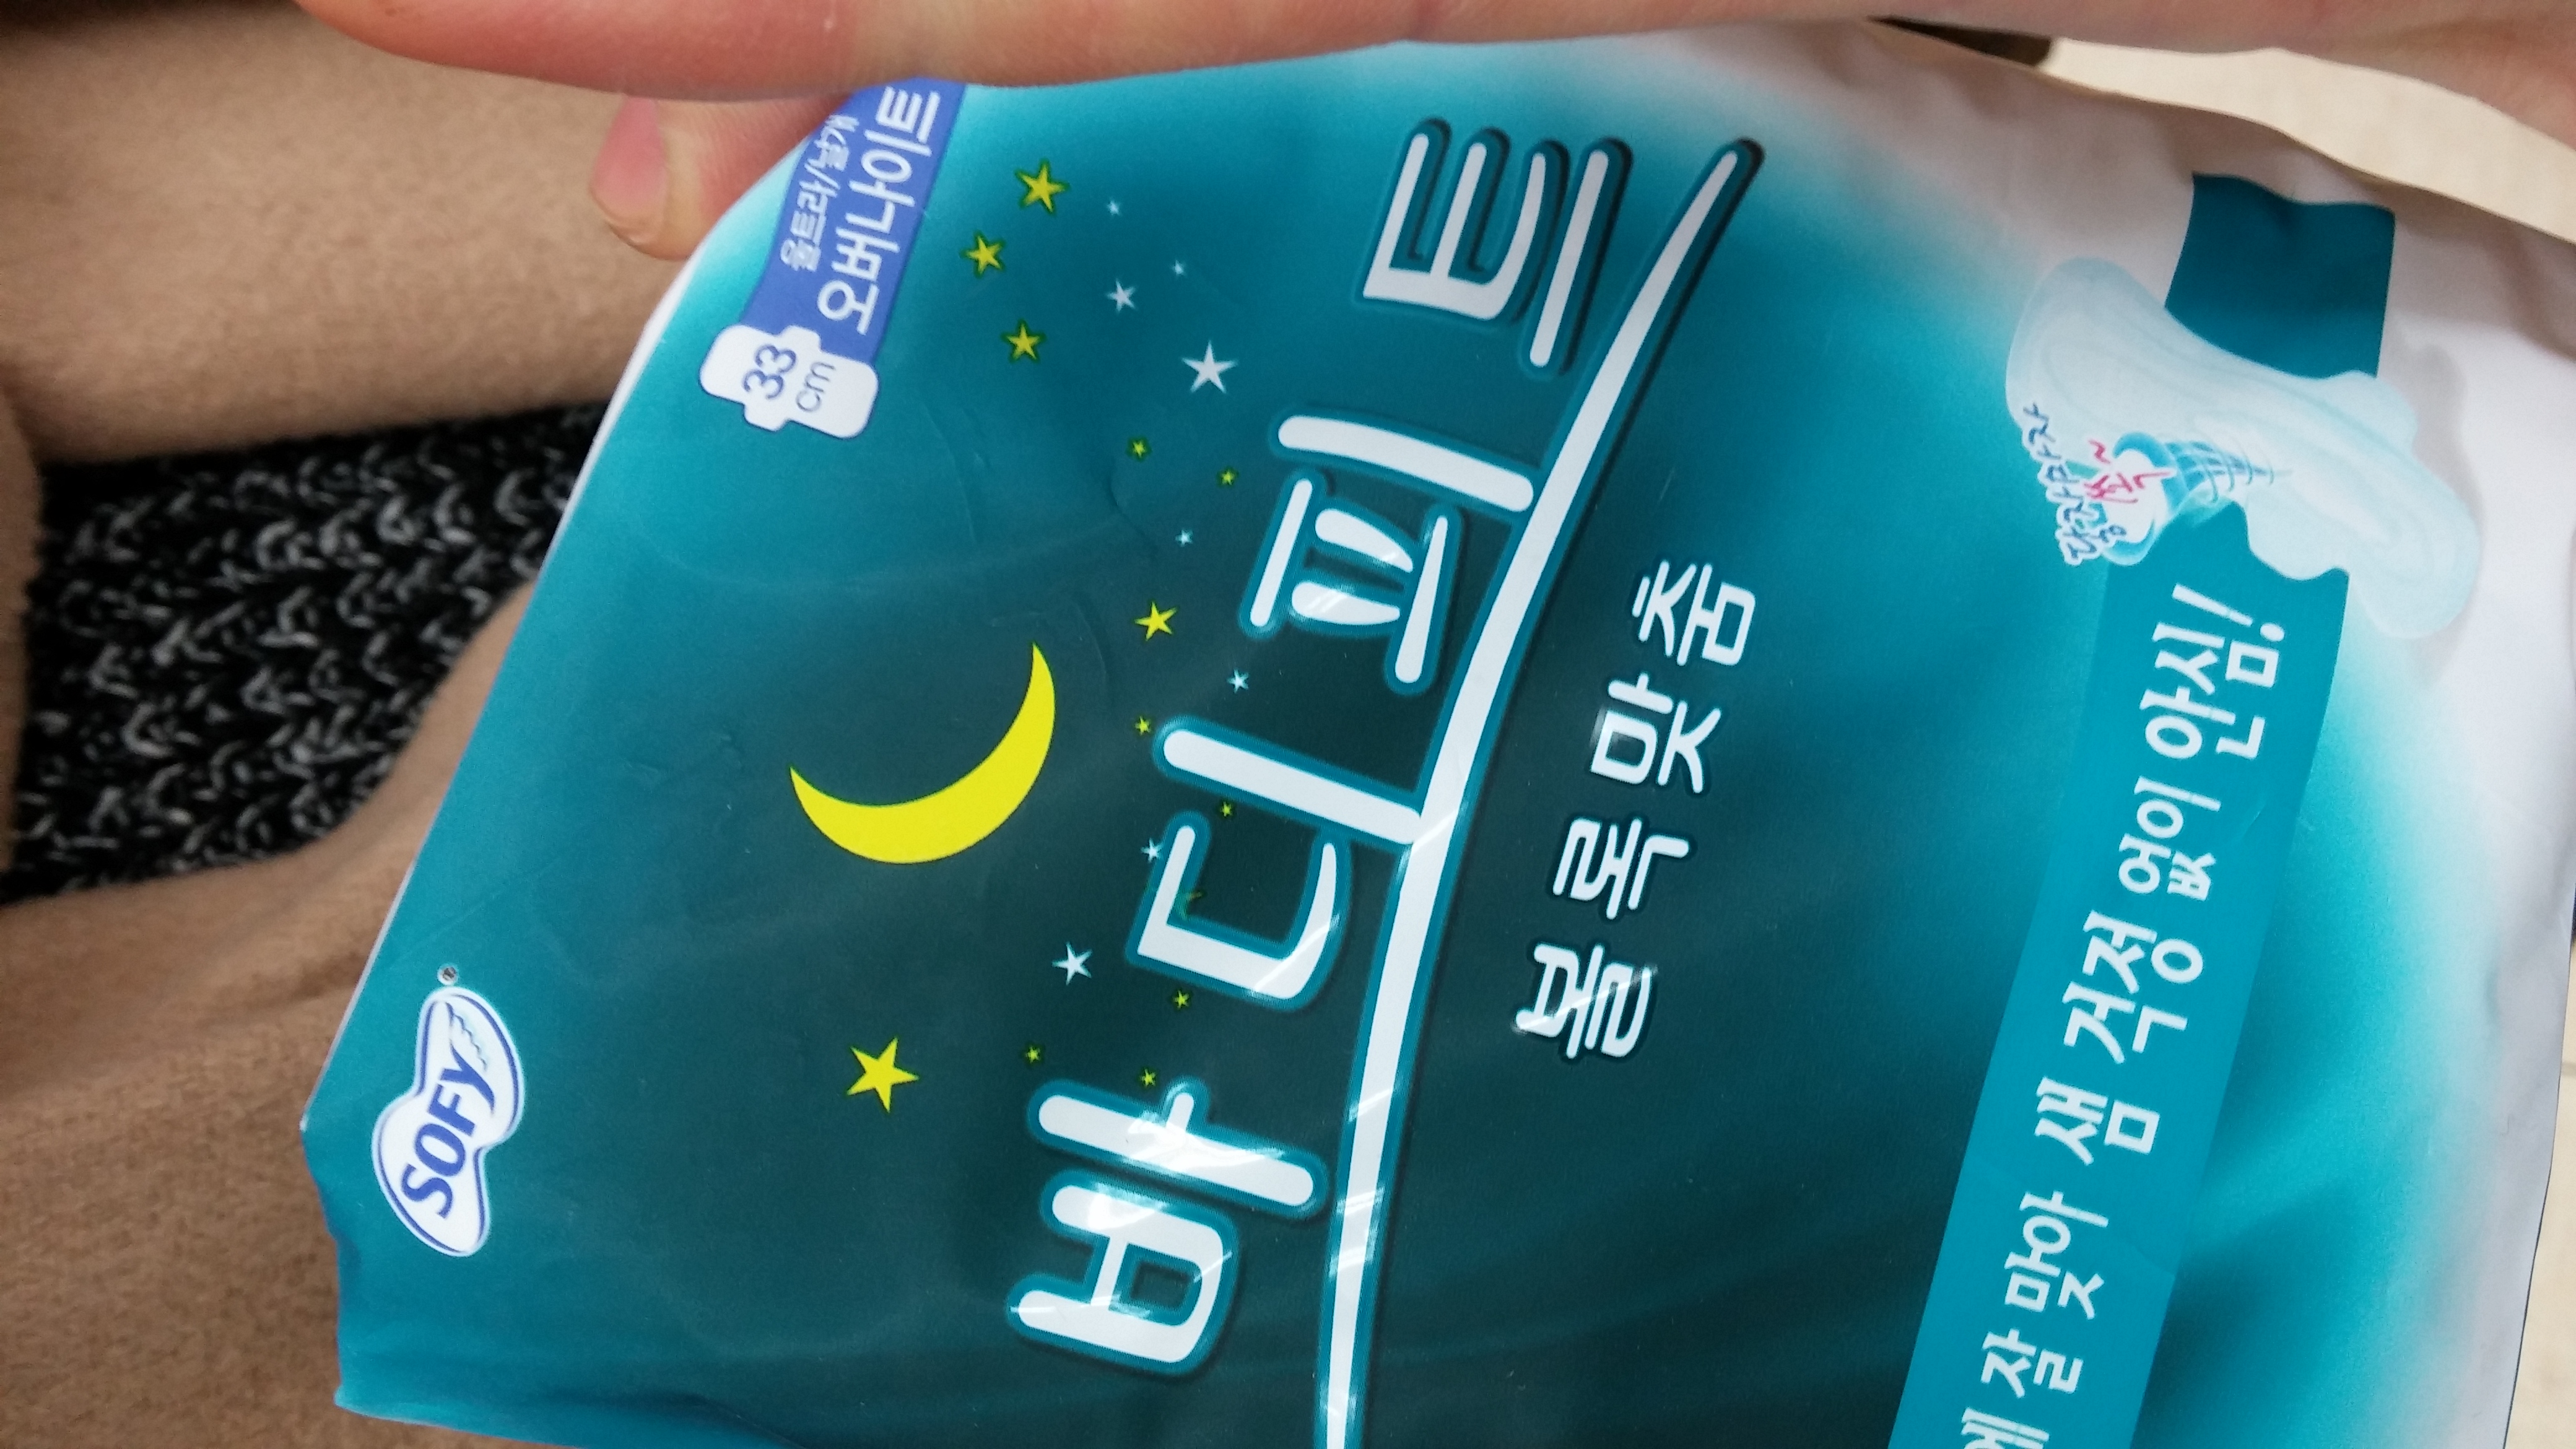 SOFY
울트라/날개
오버나이트
33
cm
바디피트
볼록맞춤
에 잘 맞아 샘 걱정 없이 안심!
쏙~